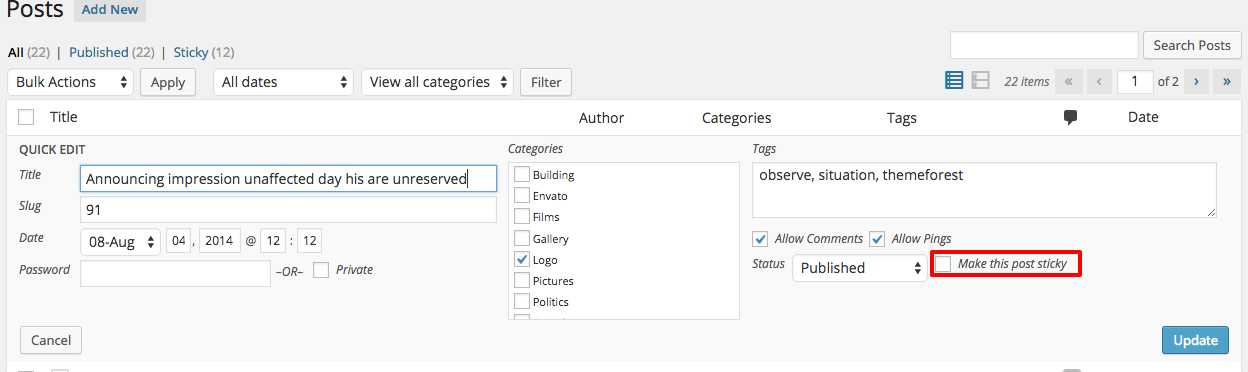 Posts Add New
All (22) | Published (22) | Sticky (12)
Search Posts
Bulk Actions Apply All dates View all categories Filter 22 items « ‹ 1 of 2 › »
Title Author Categories Tags Date
QUICK EDIT
Title Announcing impression unaffected day his are unreserved
Slug 91
Date 08-Aug 04 , 2014 @ 12 : 12
Password –OR– Private
Categories
Building
Envato
Films
Gallery
Logo
Pictures
Politics
Tags
observe, situation, themeforest
Allow Comments Allow Pings
Status Published Make this post sticky
Cancel Update